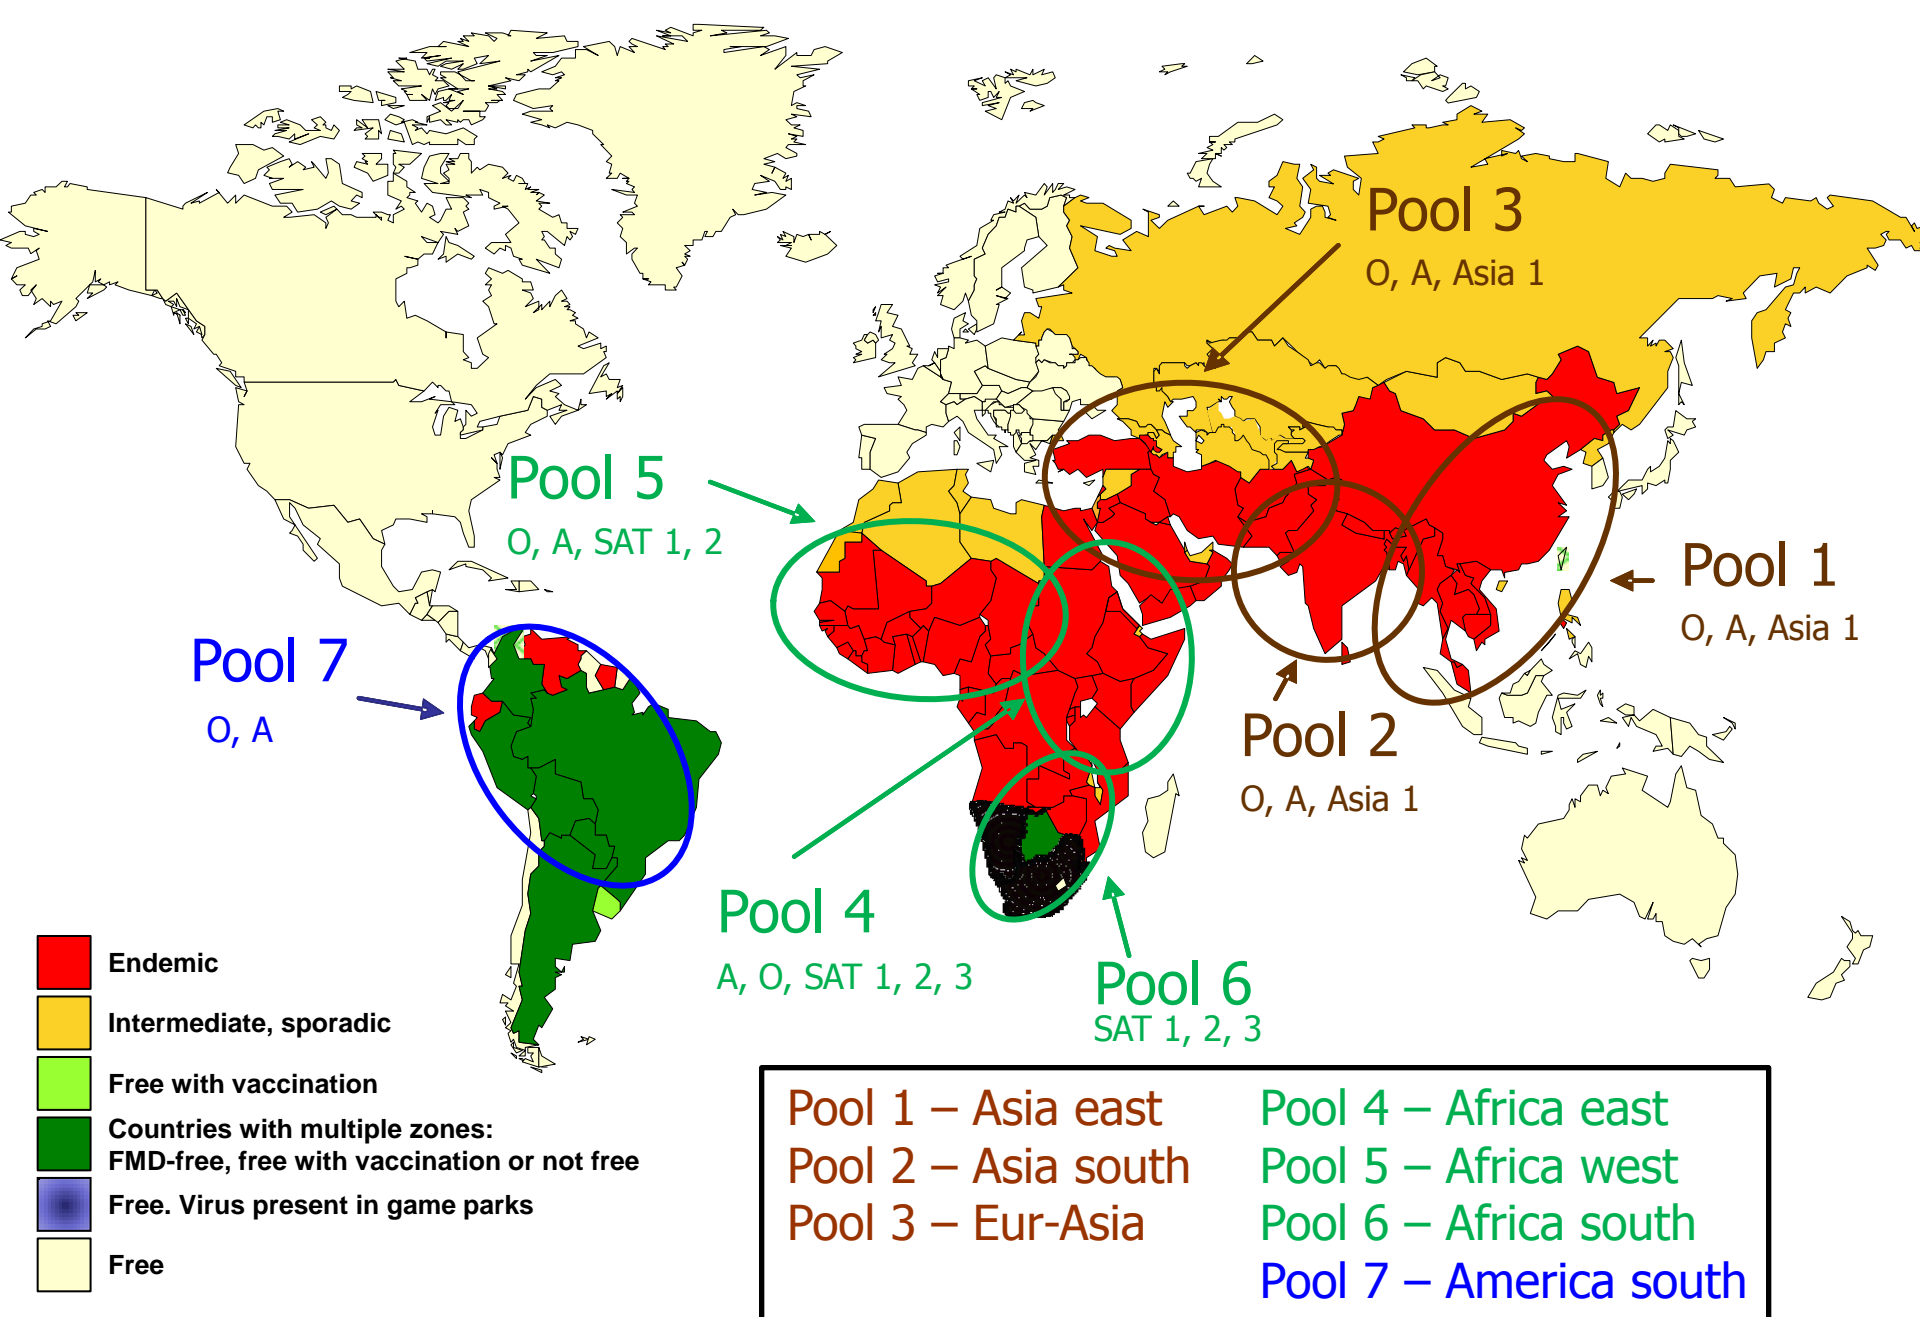 Pool 3
O, A, Asia 1
Pool 5
O, A, SAT 1, 2
Pool 1
O, A, Asia 1
Pool 7
O, A
Pool 2
O, A, Asia 1
Pool 4
A, O, SAT 1, 2, 3
Pool 6
SAT 1, 2, 3
Endemic
Intermediate, sporadic
Free with vaccination
Countries with multiple zones:
FMD-free, free with vaccination or not free
Free. Virus present in game parks
Free
Pool 1 – Asia east
Pool 2 – Asia south
Pool 3 – Eur-Asia
Pool 4 – Africa east
Pool 5 – Africa west
Pool 6 – Africa south
Pool 7 – America south